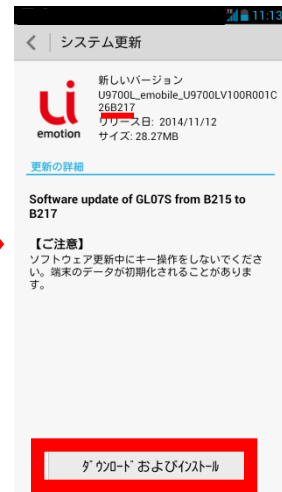 11:13
システム更新
新しいバージョン
U9700L_emobile_U9700LV100R001C
26B217
リリース日: 2014/11/12
サイズ: 28.27MB
Ui
emotion
更新の詳細
Software update of GL07S from B215 to
B217
【ご注意】
ソフトウェア更新中にキー操作をしないでくださ
い。端末のデータが初期化されることがありま
す。
ﾀﾞｳﾝﾛｰﾄﾞおよびｲﾝｽﾄｰﾙ